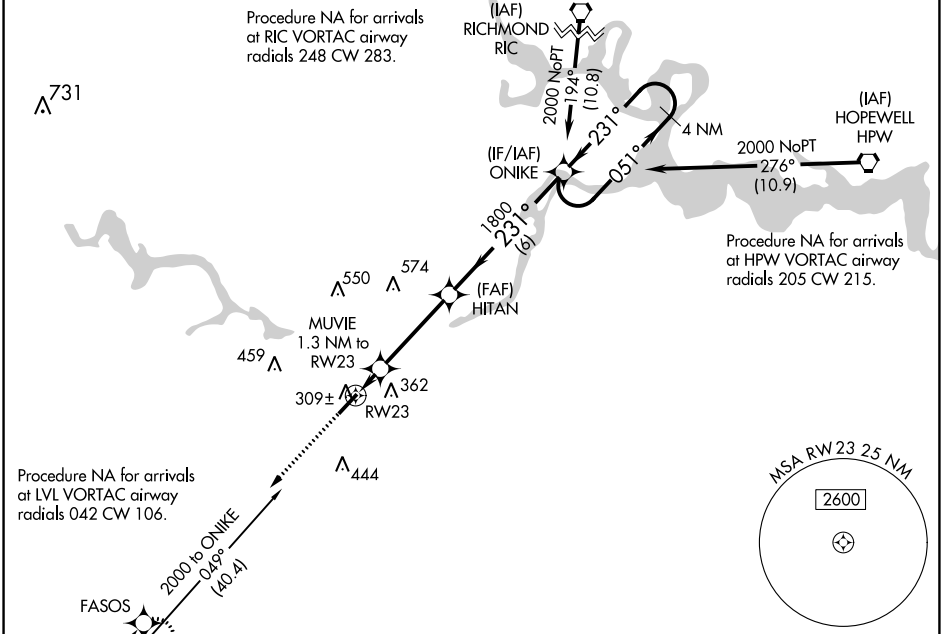 Procedure NA for arrivals
at RIC VORTAC airway
radials 248 CW 283.
(IAF)
RICHMOND
RIC
2000 NoPT
194°
(10.8)
731
231°
051°
4 NM
(IAF)
HOPEWELL
HPW
2000 NoPT
276°
(10.9)
(IF/IAF)
ONIKE
1800
231°
(6)
Procedure NA for arrivals
at HPW VORTAC airway
radials 205 CW 215.
550
574
(FAF)
HITAN
MUVIE
1.3 NM to
RW23
459
309±
362
RW23
444
Procedure NA for arrivals
at LVL VORTAC airway
radials 042 CW 106.
2000 to ONIKE
049°
(40.4)
FASOS
MSA RW23 25 NM
2600